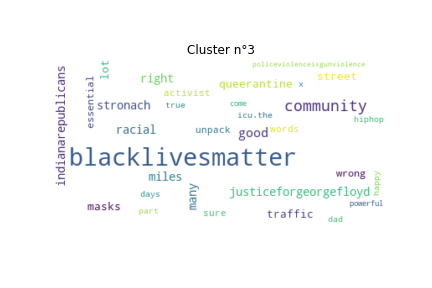 Cluster n°3
policeviolenceisgunviolence
lot
right
street
queerantine
x
essential
activist
indianarepublicans
stronach
true
come
community
icu.the
hiphop
racial
unpack
good
words
blacklivesmatter
miles
wrong
happy
days
many
justiceforgeorgefloyd
masks
part
sure
traffic
powerful
dad